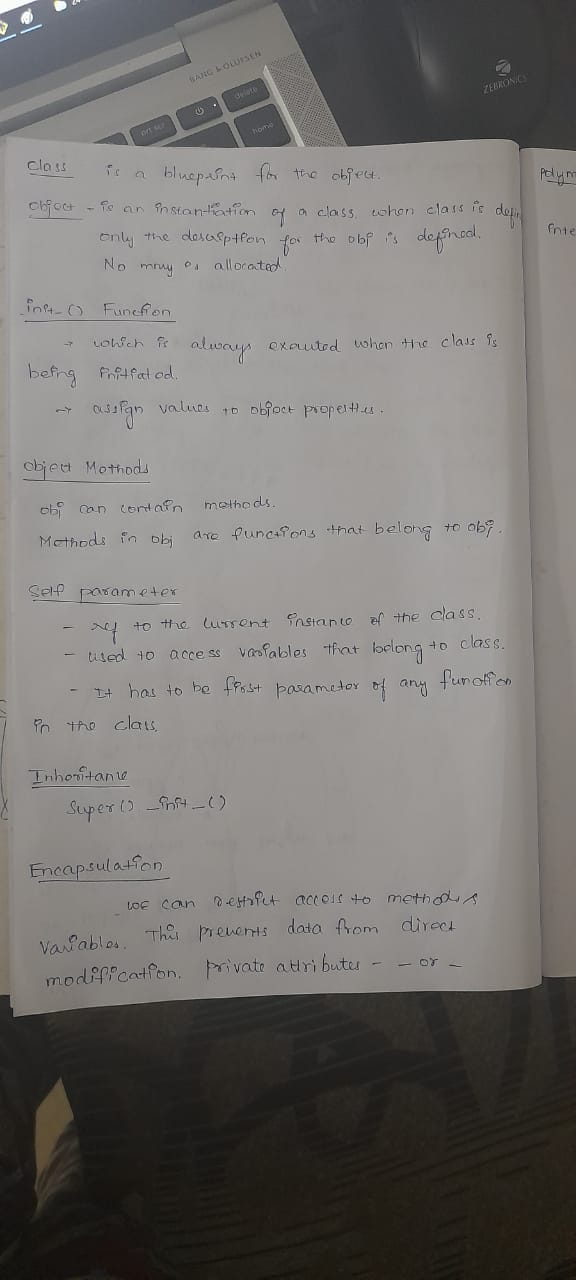 BANG & OLUFSEN
delete
prt scr
home
ZEBRONICS
Class is a blueprint for the object.
Object - is an instantiation of a class. when class is defin
only the description for the obj is defined.
No mmy is allocated.
_init_() Function
→ which is always executed when the class is
being initiated.
→ assign values to object properties.
Object Methods
obj can contain methods.
Methods in obj are functions that belong to obj.
Self parameter
- ref to the current instance of the class.
- used to access variables that belong to class.
- It has to be first parameter of any function
in the class.
Inheritance
Super() _init_()
Encapsulation
we can restrict access to methods &
variables. This prevents data from direct
modification. private attributes - _ or _
Polym
Inte